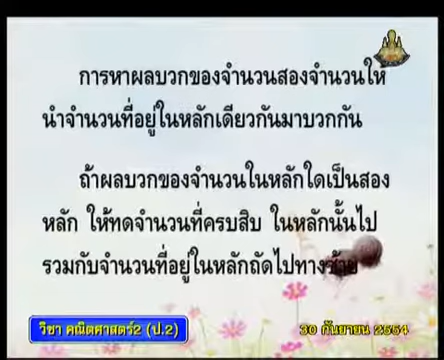 การหาผลบวกของจำนวนสองจำนวนให้
นำจำนวนที่อยู่ในหลักเดียวกันมาบวกกัน
ถ้าผลบวกของจำนวนในหลักใดเป็นสอง
หลัก ให้ทดจำนวนที่ครบสิบ ในหลักนั้นไป
รวมกับจำนวนที่อยู่ในหลักถัดไปทางซ้าย
วิชา คณิตศาสตร์2 (ป.2)
30 กันยายน 2554